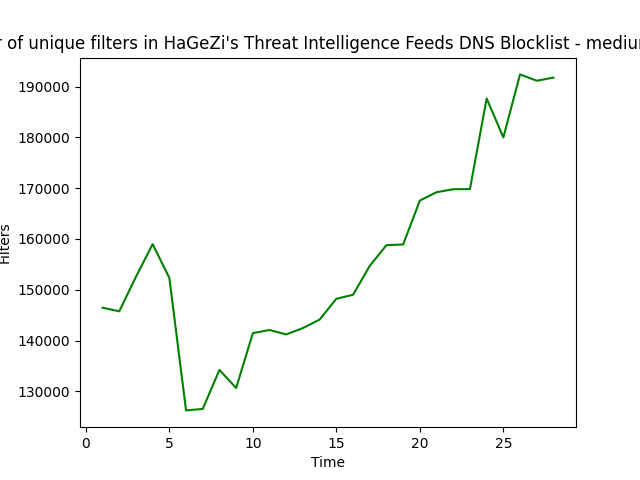 r of unique filters in HaGeZi's Threat Intelligence Feeds DNS Blocklist - mediu
190000
180000
170000
160000
150000
140000
130000
Filters
0 5 10 15 20 25
Time